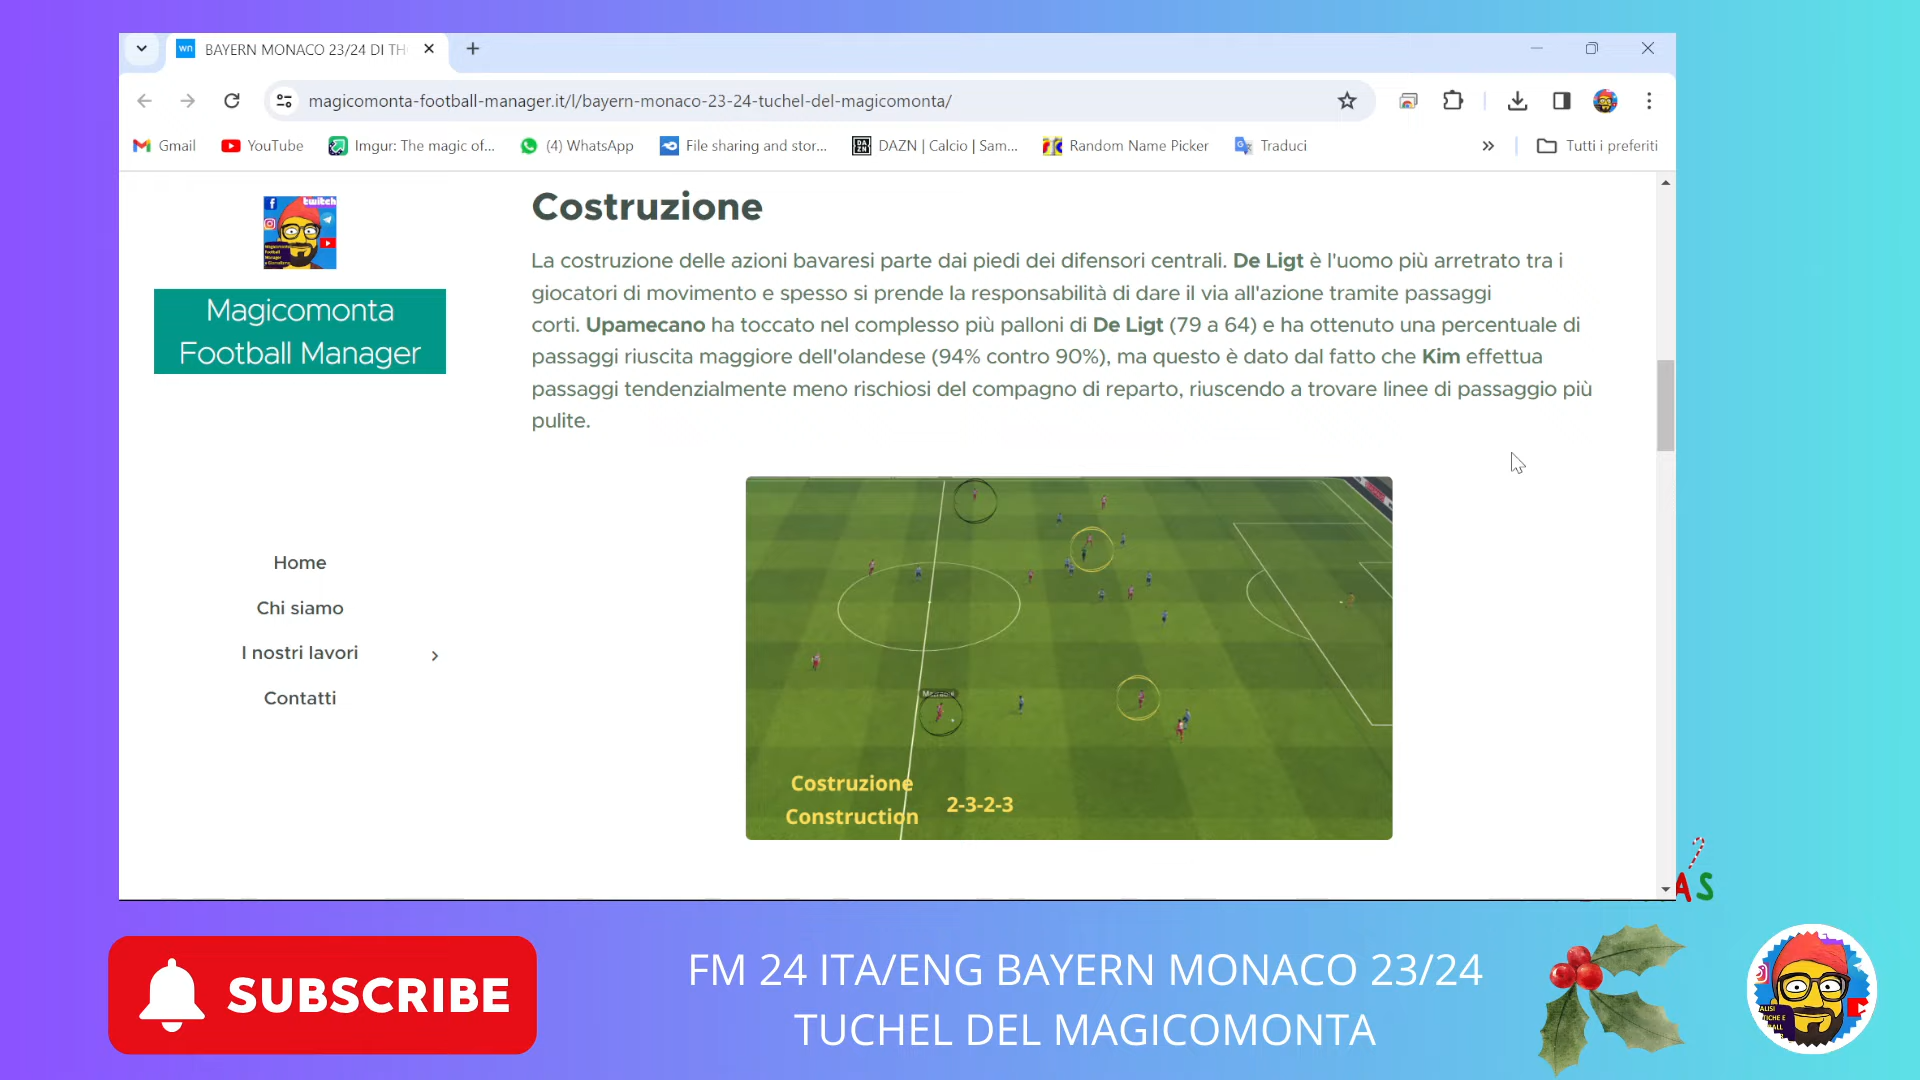 BAYERN MONACO 23/24 DI TH
magicomonta-football-manager.it/l/bayern-monaco-23-24-tuchel-del-magicomonta/
Gmail
YouTube
Imgur: The magic of...
(4) WhatsApp
File sharing and stor...
DAZN | Calcio | Sam...
Random Name Picker
Traduci
Tutti i preferiti
twitch
Magicomonta
Football Manager
Home
Chi siamo
I nostri lavori
Contatti
Costruzione
La costruzione delle azioni bavaresi parte dai piedi dei difensori centrali. De Ligt è l'uomo più arretrato tra i
giocatori di movimento e spesso si prende la responsabilità di dare il via all'azione tramite passaggi
corti. Upamecano ha toccato nel complesso più palloni di De Ligt (79 a 64) e ha ottenuto una percentuale di
passaggi riuscita maggiore dell'olandese (94% contro 90%), ma questo è dato dal fatto che Kim effettua
passaggi tendenzialmente meno rischiosi del compagno di reparto, riuscendo a trovare linee di passaggio più
pulite.
Costruzione
Construction
2-3-2-3
AS
SUBSCRIBE
FM 24 ITA/ENG BAYERN MONACO 23/24
TUCHEL DEL MAGICOMONTA